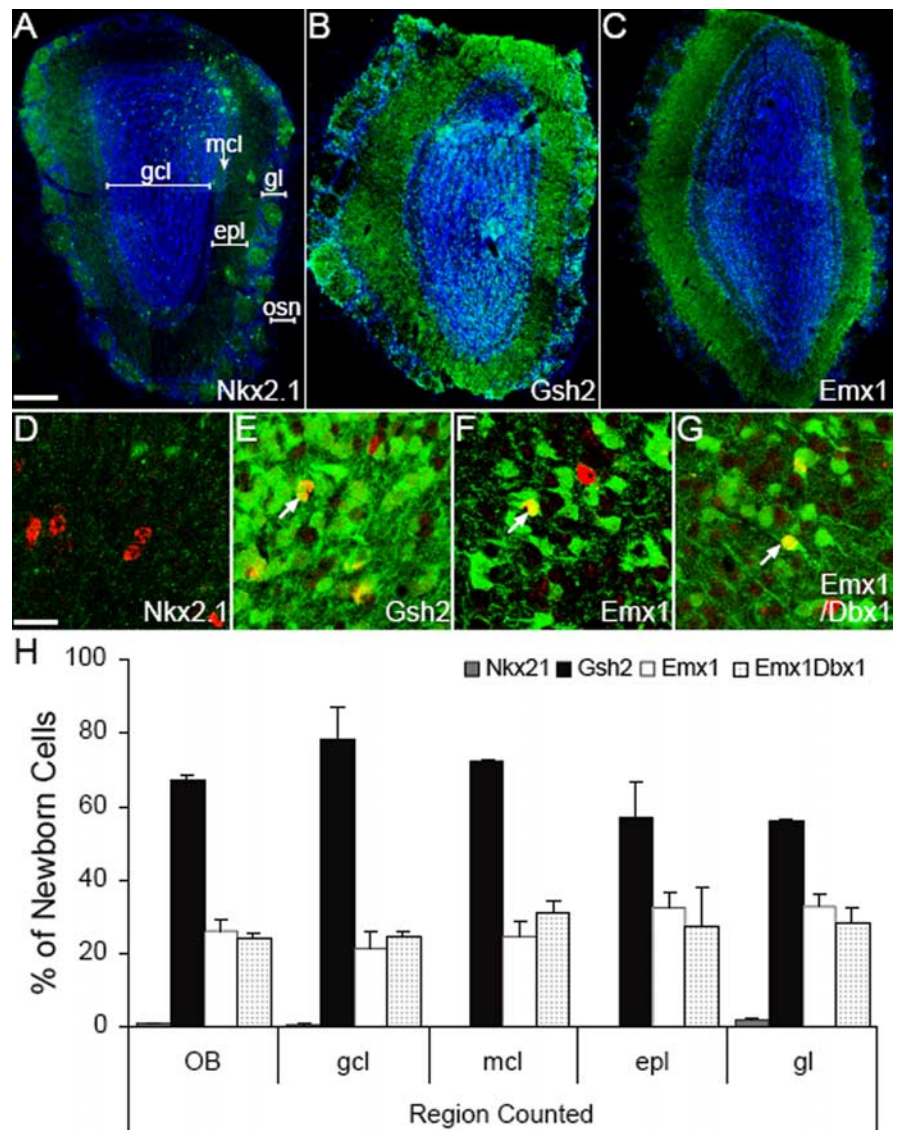 A
B
C
mcl
gcl
gl
epl
osn
Nkx2.1
Gsh2
Emx1
D
E
F
G
Nkx2.1
Gsh2
Emx1
Emx1
/Dbx1
H
Nkx21 Gsh2 Emx1 Emx1Dbx1
% of Newborn Cells
100
80
60
40
20
0
OB gcl mcl epl gl
Region Counted